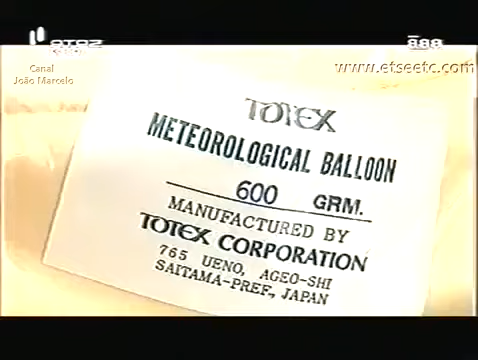 Canal
João Marcelo
888
www.etseetc.com
TOTEX
METEOROLOGICAL BALLOON
600 GRM.
MANUFACTURED BY
TOTEX CORPORATION
765 UENO, AGEO-SHI
SAITAMA-PREF., JAPAN